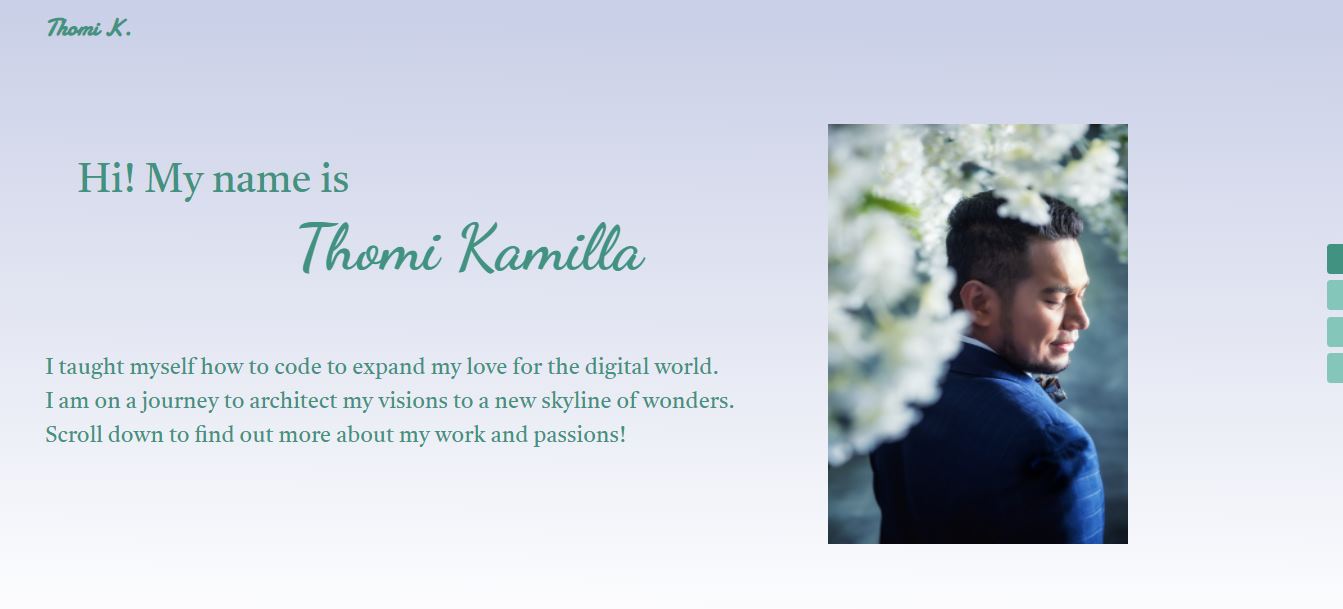 Thomi K.
Hi! My name is
Thomi Kamilla
I taught myself how to code to expand my love for the digital world.
I am on a journey to architect my visions to a new skyline of wonders.
Scroll down to find out more about my work and passions!